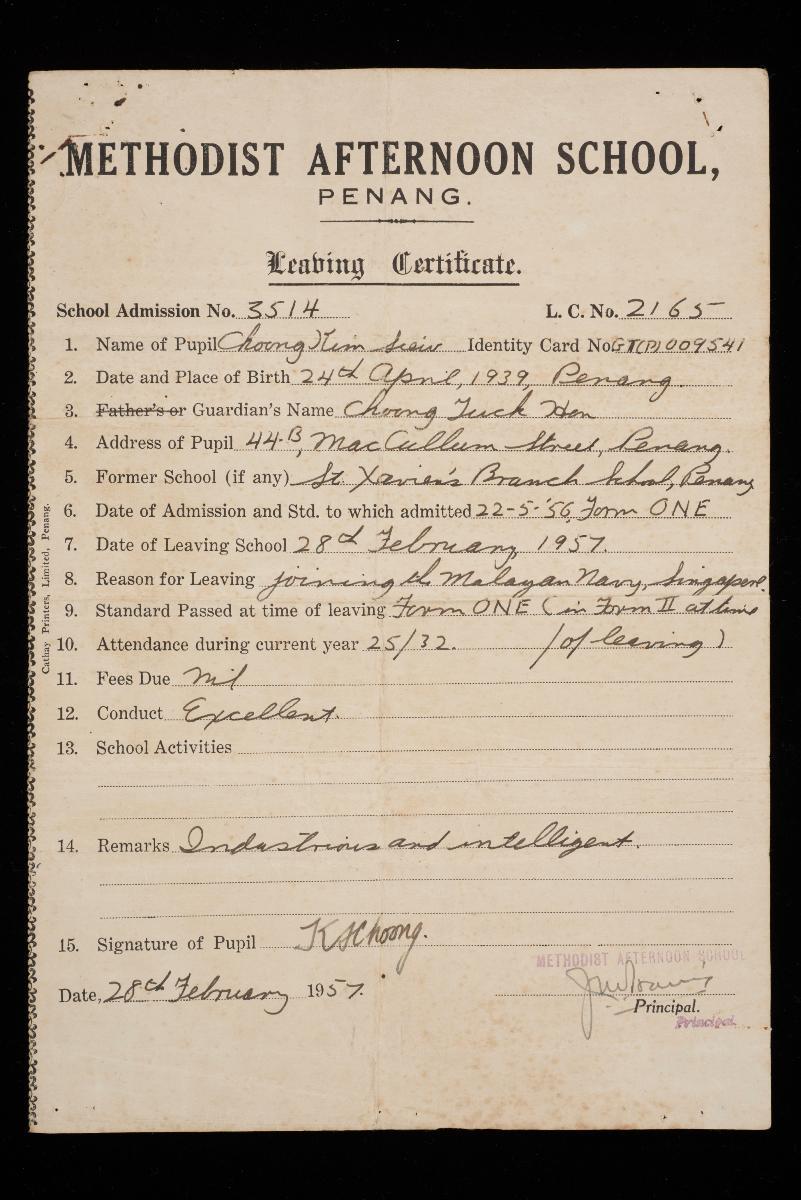 METHODIST AFTERNOON SCHOOL,
PENANG.
Leaving Certificate.
School Admission No. 3514 L. C. No. 2165
1. Name of Pupil Choong Kim Siew Identity Card No GT(P) 009541
2. Date and Place of Birth 24th April, 1939, Penang.
3. Father's or Guardian's Name Choong Tuck Hon
4. Address of Pupil 44-B, MacCullum Street, Penang.
5. Former School (if any) St. Xavier's Branch School, Penang
6. Date of Admission and Std. to which admitted 22-5-'56, Form ONE
7. Date of Leaving School 28th February, 1957.
8. Reason for Leaving joining the Malayan Navy, Singapore.
9. Standard Passed at time of leaving Form ONE (in Form II at time
10. Attendance during current year 25/32. /of leaving)
11. Fees Due Nil
12. Conduct Excellent.
13. School Activities
14. Remarks Industrious and intelligent.
15. Signature of Pupil KSChoong.
METHODIST AFTERNOON SCHOOL
Date, 28th February 1957.
Principal.
Principal.
Cathay Printers, Limited, Penang.